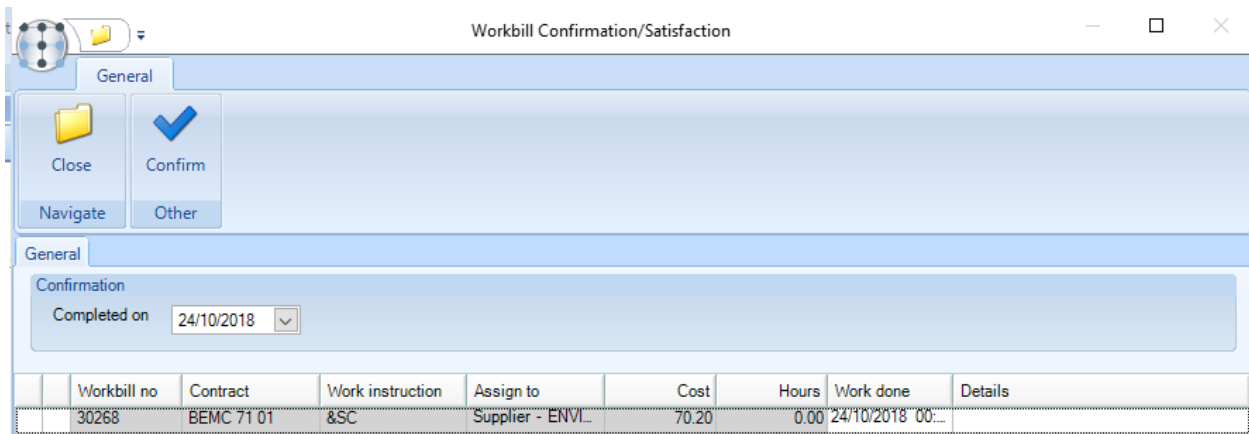 Workbill Confirmation/Satisfaction
General
Close Confirm
Navigate Other
General
Confirmation
Completed on 24/10/2018
Workbill no Contract Work instruction Assign to Cost Hours Work done Details
30268 BEMC 71 01 &SC Supplier - ENVI... 70.20 0.00 24/10/2018 00:...